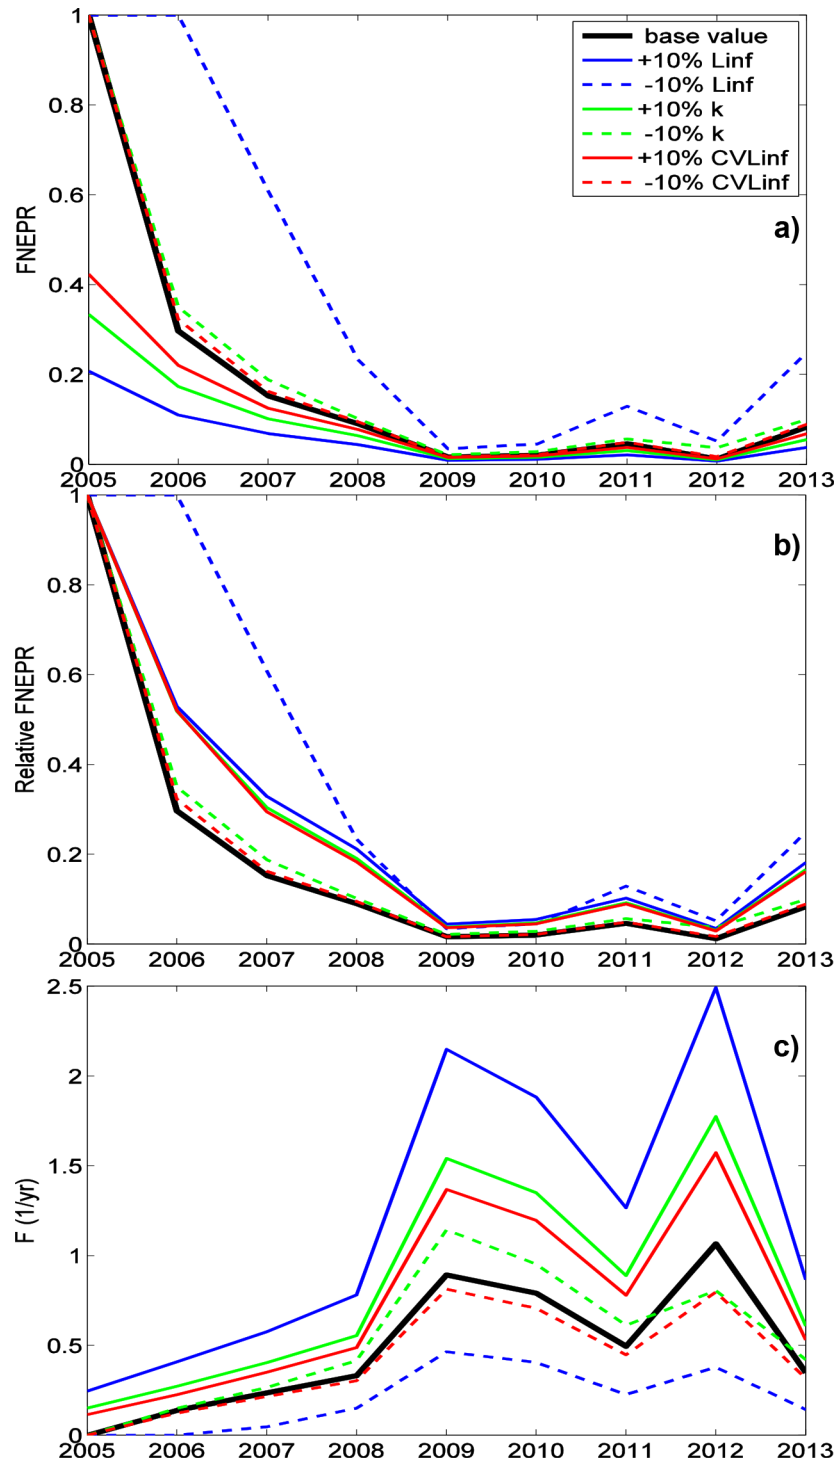 1
base value
+10% Linf
-10% Linf
0.8
+10% k
-10% k
+10% CVLinf
-10% CVLinf
0.6
a)
FNEPR
0.4
0.2
0
2005 2006 2007 2008 2009 2010 2011 2012 2013
1
b)
0.8
0.6
Relative FNEPR
0.4
0.2
0
2005 2006 2007 2008 2009 2010 2011 2012 2013
2.5
c)
2
1.5
F (1/yr)
1
0.5
0
2005 2006 2007 2008 2009 2010 2011 2012 2013